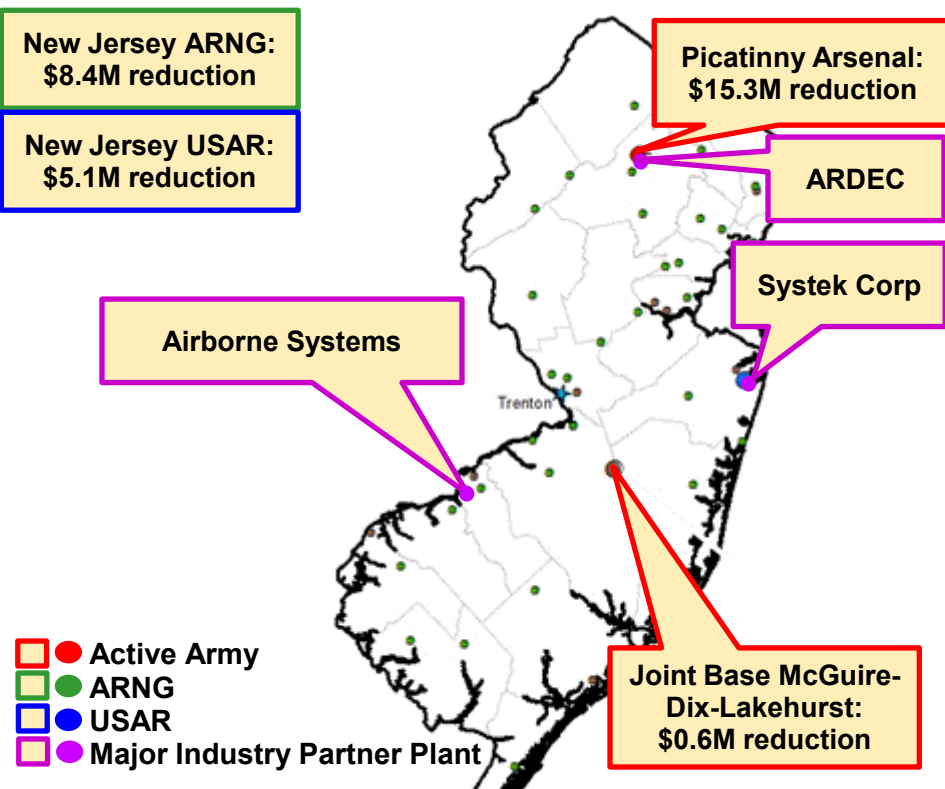 New Jersey ARNG:
$8.4M reduction
New Jersey USAR:
$5.1M reduction
Picatinny Arsenal:
$15.3M reduction
ARDEC
Systek Corp
Airborne Systems
Trenton
Joint Base McGuire-
Dix-Lakehurst:
$0.6M reduction
Active Army
ARNG
USAR
Major Industry Partner Plant